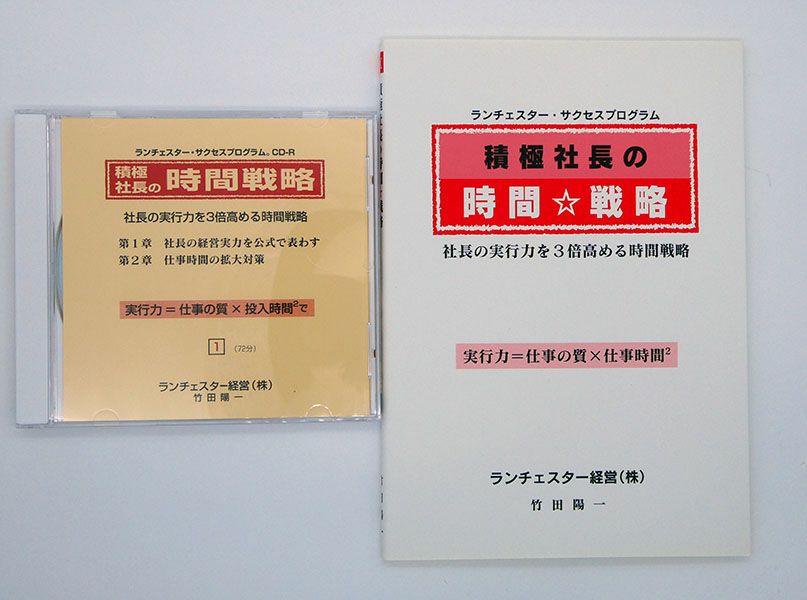 ランチェスター・サクセスプログラム® CD-R
積極
社長の 時間戦略
社長の実行力を3倍高める時間戦略
第1章 社長の経営実力を公式で表わす
第2章 仕事時間の拡大対策
実行力＝仕事の質×投入時間²で
1 (72分)
ランチェスター経営(株)
竹田陽一
ランチェスター・サクセスプログラム
積極社長の
時間☆戦略
社長の実行力を3倍高める時間戦略
実行力＝仕事の質×仕事時間²
ランチェスター経営(株)
竹田陽一